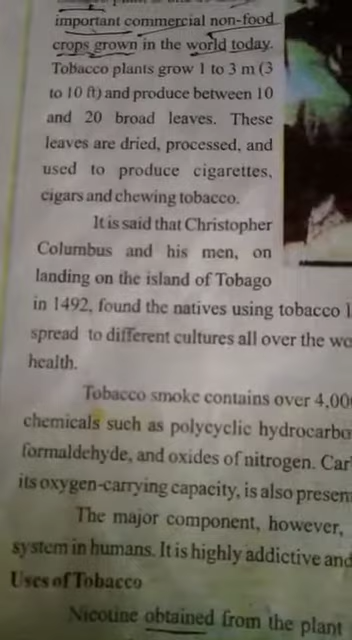 important commercial non-food
crops grown in the world today.
Tobacco plants grow 1 to 3 m (3
to 10 ft) and produce between 10
and 20 broad leaves. These
leaves are dried, processed, and
used to produce cigarettes,
cigars and chewing tobacco.
It is said that Christopher
Columbus and his men, on
landing on the island of Tobago
in 1492, found the natives using tobacco
spread to different cultures all over the
health.
Tobacco smoke contains over
chemicals such as polycyclic
formaldehyde, and oxides of nitrogen.
its oxygen-carrying capacity, is also
The major component, however,
system in humans. It is highly addictive and
Uses of Tobacco
Nicotine obtained from the plant